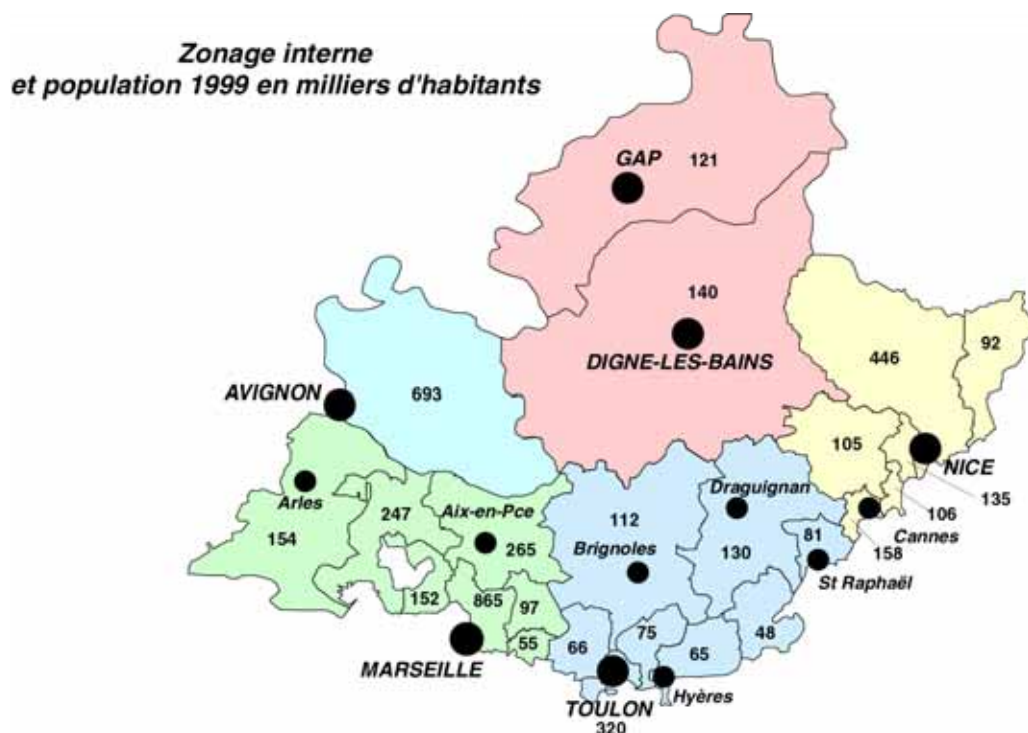 Zonage interne
et population 1999 en milliers d'habitants
GAP
121
140
DIGNE-LES-BAINS
446
92
AVIGNON
693
105
NICE
135
106
Cannes
158
Arles
154
247
Aix-en-Pce
265
152
865
97
55
MARSEILLE
112
Brignoles
Draguignan
130
81
St Raphaël
66
75
65
48
TOULON
320
Hyères